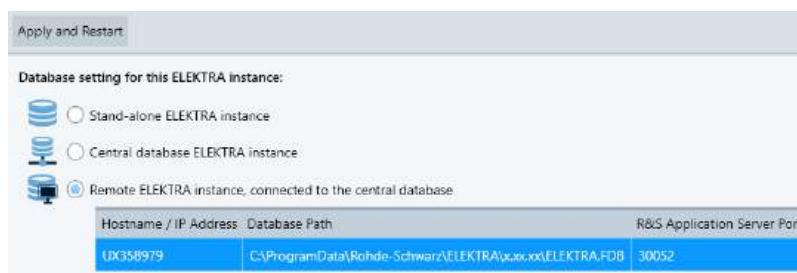 Apply and Restart
Database setting for this ELEKTRA instance:
Stand-alone ELEKTRA instance
Central database ELEKTRA instance
Remote ELEKTRA instance, connected to the central database
Hostname / IP Address Database Path R&S Application Server Por
UX358979 C:\ProgramData\Rohde-Schwarz\ELEKTRA\x.xx.xx\ELEKTRA.FDB 30052